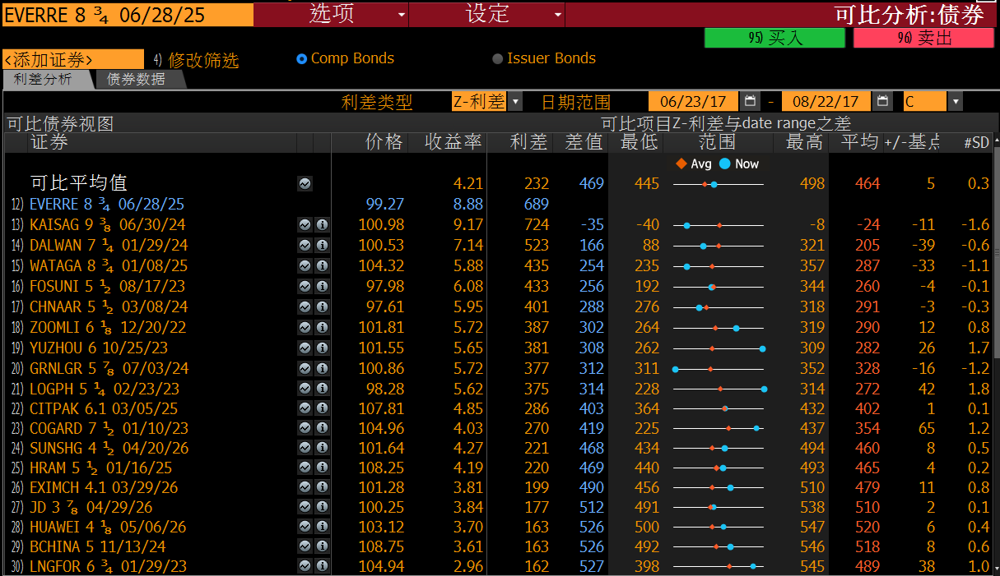 EVERRE 8 ¾ 06/28/25 选项 设定 可比分析:债券
95) 买入 96) 卖出
<添加证券> 4) 修改筛选 Comp Bonds Issuer Bonds
利差分析 债券数据
利差类型 Z-利差 日期范围 06/23/17 - 08/22/17 C
可比债券视图 可比项目Z-利差与date range之差
证券 价格 收益率 利差 差值 最低 范围 最高 平均 +/-基点 #SD
Avg Now
可比平均值 4.21 232 469 445 498 464 5 0.3
12) EVERRE 8 ¾ 06/28/25 99.27 8.88 689
13) KAISAG 9 ⅜ 06/30/24 100.98 9.17 724 -35 -40 -8 -24 -11 -1.6
14) DALWAN 7 ¼ 01/29/24 100.53 7.14 523 166 88 321 205 -39 -0.6
15) WATAGA 8 ¾ 01/08/25 104.32 5.88 435 254 235 357 287 -33 -1.1
16) FOSUNI 5 ½ 08/17/23 97.98 6.08 433 256 192 344 260 -4 -0.1
17) CHNAAR 5 ½ 03/08/24 97.61 5.95 401 288 276 318 291 -3 -0.3
18) ZOOMLI 6 ⅛ 12/20/22 101.81 5.72 387 302 264 319 290 12 0.8
19) YUZHOU 6 10/25/23 101.55 5.65 381 308 262 309 282 26 1.7
20) GRNLGR 5 ⅞ 07/03/24 100.86 5.72 377 312 311 352 328 -16 -1.2
21) LOGPH 5 ¼ 02/23/23 98.28 5.62 375 314 228 314 272 42 1.8
22) CITPAK 6.1 03/05/25 107.81 4.85 286 403 364 432 402 1 0.1
23) COGARD 7 ½ 01/10/23 104.96 4.03 270 419 225 437 354 65 1.2
24) SUNSHG 4 ½ 04/20/26 101.64 4.27 221 468 434 494 460 8 0.5
25) HRAM 5 ½ 01/16/25 108.25 4.19 220 469 440 493 465 4 0.2
26) EXIMCH 4.1 03/29/26 101.28 3.81 199 490 456 510 479 11 0.8
27) JD 3 ⅞ 04/29/26 100.25 3.84 177 512 491 538 510 2 0.1
28) HUAWEI 4 ⅛ 05/06/26 103.12 3.70 163 526 500 547 520 6 0.4
29) BCHINA 5 11/13/24 108.75 3.61 163 526 492 546 518 8 0.6
30) LNGFOR 6 ¾ 01/29/23 104.94 2.96 162 527 398 545 489 38 1.0